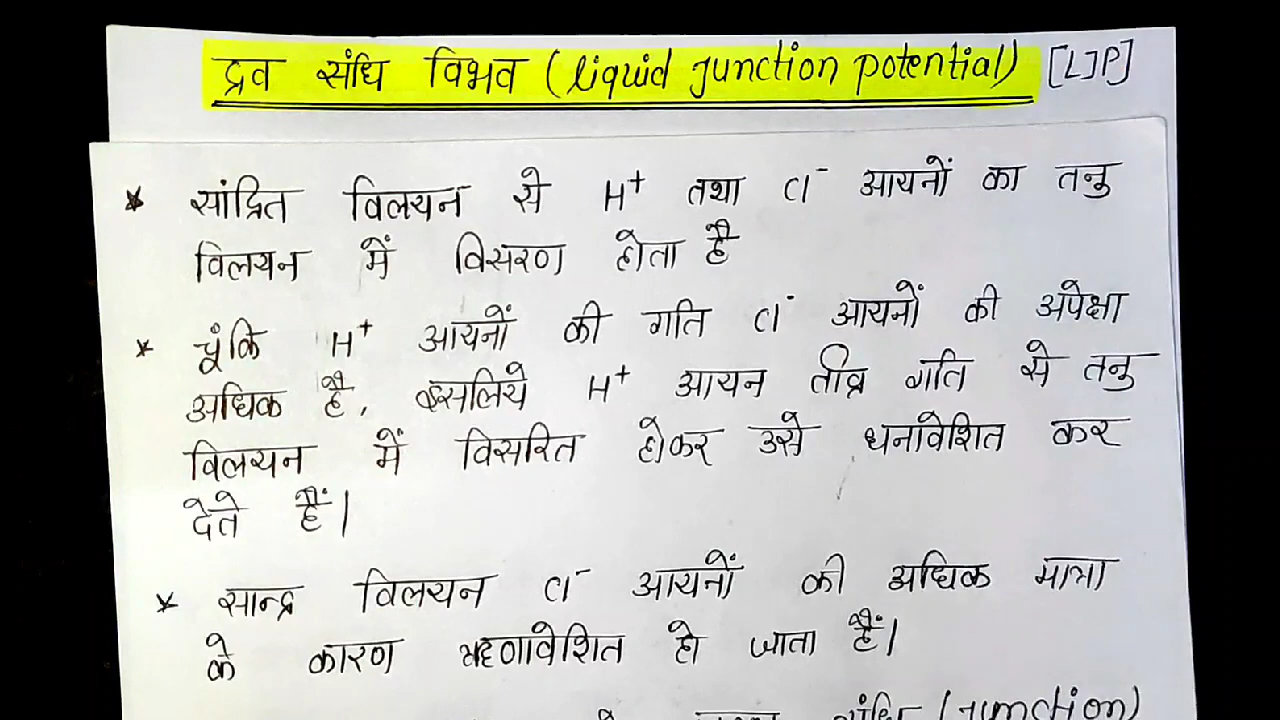 द्रव संधि विभव (liquid junction potential) [LJP]
* सांद्रित विलयन से H⁺ तथा Cl⁻ आयनों का तनु
विलयन में विसरण होता है
* चूंकि H⁺ आयनों की गति Cl⁻ आयनों की अपेक्षा
अधिक है, इसलिये H⁺ आयन तीव्र गति से तनु
विलयन में विसरित होकर उसे धनावेशित कर
देते हैं।
* सान्द्र विलयन Cl⁻ आयनों की अधिक मात्रा
के कारण ऋणावेशित हो जाता हैं।
संधि (junction)